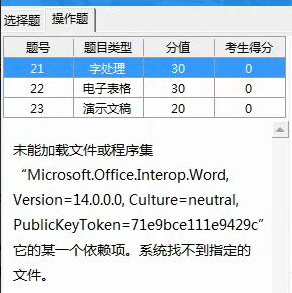 选择题 操作题
题号 题目类型 分值 考生得分
21 字处理 30 0
22 电子表格 30 0
23 演示文稿 20 0
未能加载文件或程序集
“Microsoft.Office.Interop.Word,
Version=14.0.0.0, Culture=neutral,
PublicKeyToken=71e9bce111e9429c”
它的某一个依赖项。系统找不到指定的
文件。